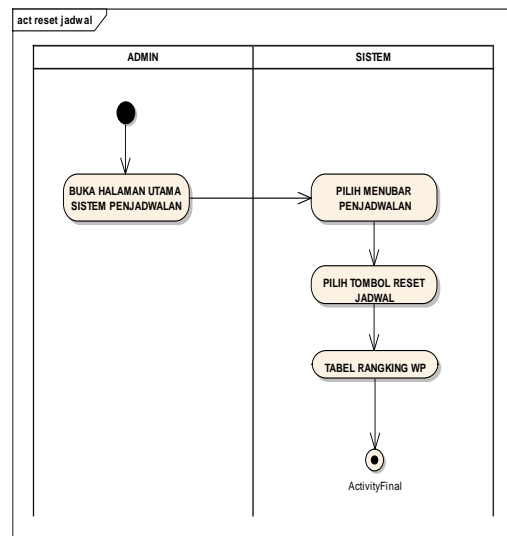 act reset jadwal
ADMIN
SISTEM
BUKA HALAMAN UTAMA
SISTEM PENJADWALAN
PILIH MENUBAR
PENJADWALAN
PILIH TOMBOL RESET
JADWAL
TABEL RANGKING WP
ActivityFinal